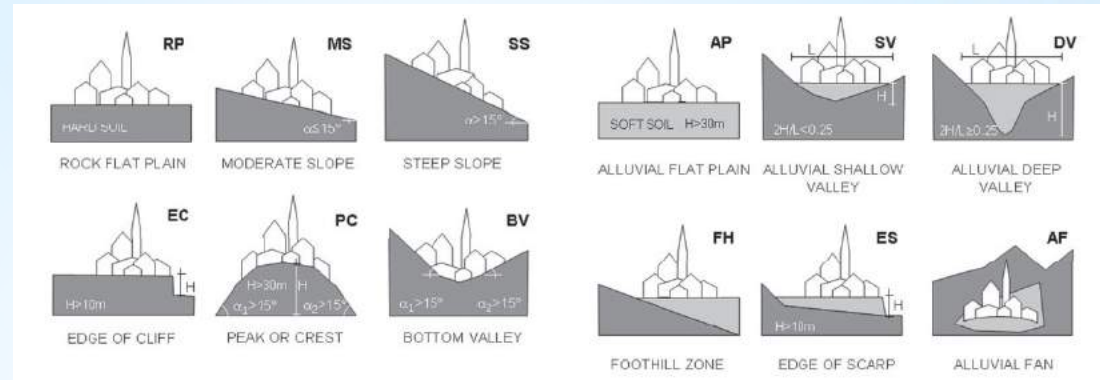 RP
MS
SS
HARD SOIL
α≤15°
α>15°
ROCK FLAT PLAIN
MODERATE SLOPE
STEEP SLOPE
EC
PC
BV
H>10m
H
H>30m
H
α₁>15°
α₂>15°
α₁>15°
α₂>15°
EDGE OF CLIFF
PEAK OR CREST
BOTTOM VALLEY
AP
SV
DV
L
L
SOFT SOIL H>30m
H
2H/L<0.25
H
2H/L≥0.25
ALLUVIAL FLAT PLAIN
ALLUVIAL SHALLOW
VALLEY
ALLUVIAL DEEP
VALLEY
FH
ES
AF
H
H>10m
FOOTHILL ZONE
EDGE OF SCARP
ALLUVIAL FAN